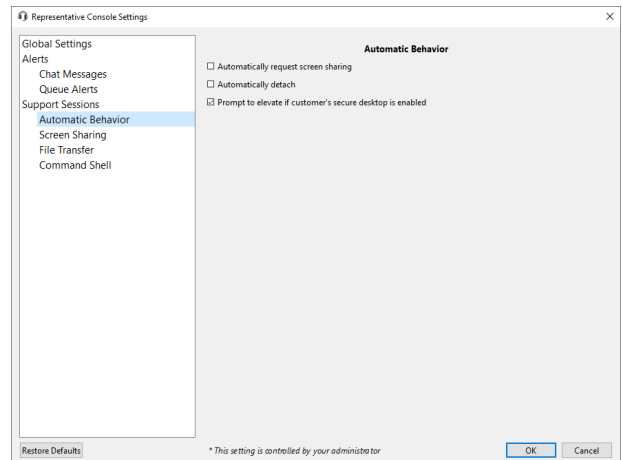 Representative Console Settings
Global Settings
Alerts
Chat Messages
Queue Alerts
Support Sessions
Automatic Behavior
Screen Sharing
File Transfer
Command Shell
Automatic Behavior
Automatically request screen sharing
Automatically detach
Prompt to elevate if customer's secure desktop is enabled
Restore Defaults
* This setting is controlled by your administrator
OK
Cancel